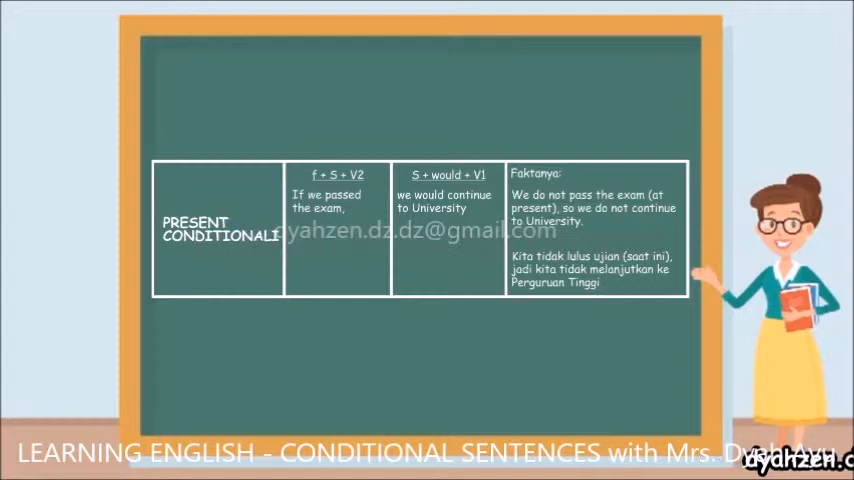 PRESENT
CONDITIONALI
f + S + V2
If we passed
the exam,
S + would + V1
we would continue
to University
Faktanya:
We do not pass the exam (at
present), so we do not continue
to University.
Kita tidak lulus ujian (saat ini),
jadi kita tidak melanjutkan ke
Perguruan Tinggi
dyahzen.dz.dz@gmail.com
LEARNING ENGLISH - CONDITIONAL SENTENCES with Mrs. Dyah Ayu